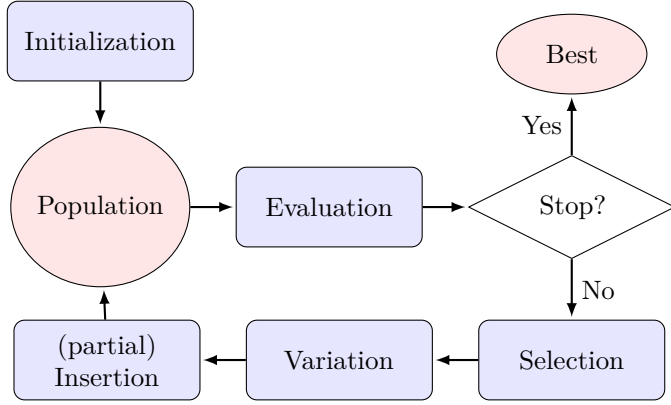 Initialization
Best
Yes
Population
Evaluation
Stop?
No
(partial)
Insertion
Variation
Selection